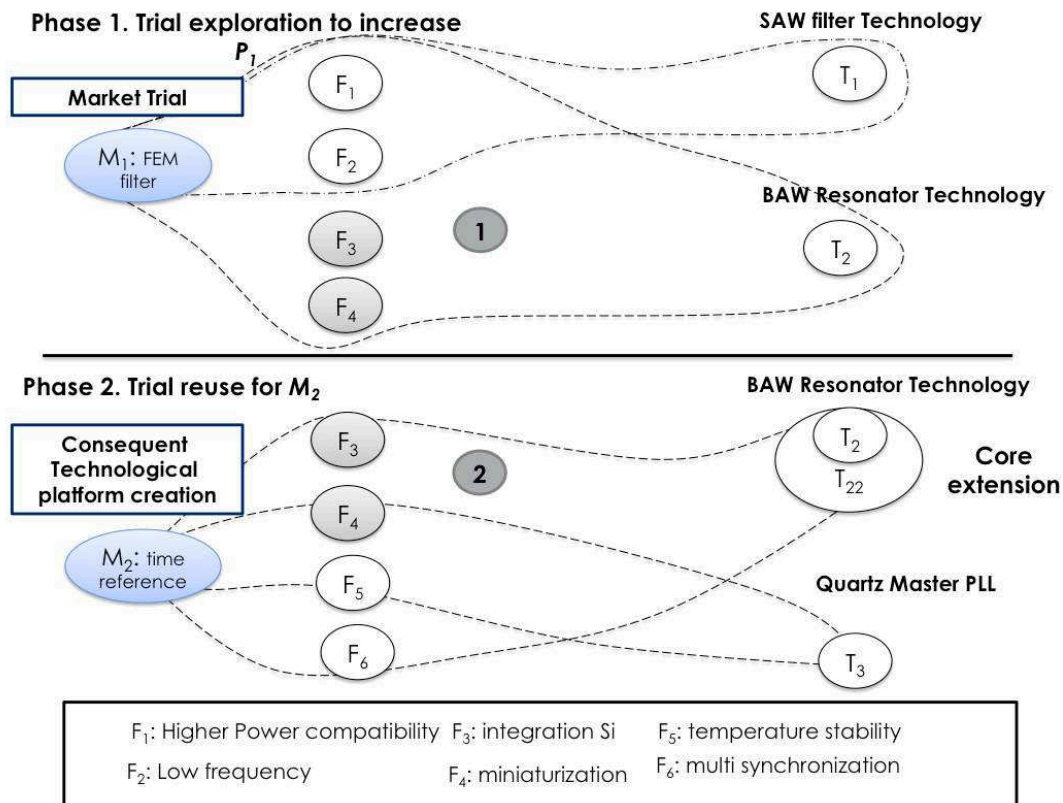 Phase 1. Trial exploration to increase
P₁
SAW filter Technology
Market Trial
F₁
T₁
M₁: FEM
filter
F₂
BAW Resonator Technology
F₃
1
T₂
F₄
Phase 2. Trial reuse for M₂
BAW Resonator Technology
Consequent
Technological
platform creation
F₃
2
T₂
T₂₂
Core
extension
F₄
M₂: time
reference
F₅
Quartz Master PLL
F₆
T₃
F₁: Higher Power compatibility F₃: integration Si F₅: temperature stability
F₂: Low frequency F₄: miniaturization F₆: multi synchronization